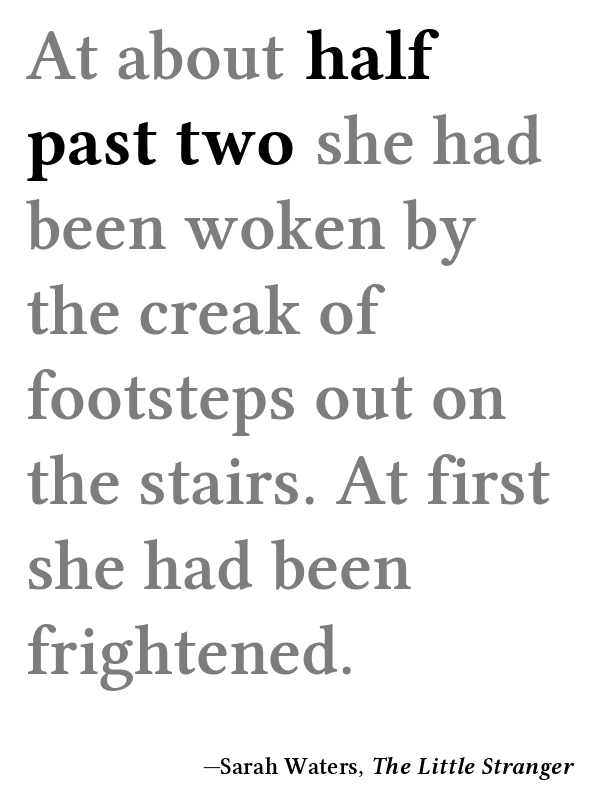 At about half
past two she had
been woken by
the creak of
footsteps out on
the stairs. At first
she had been
frightened.
—Sarah Waters, The Little Stranger